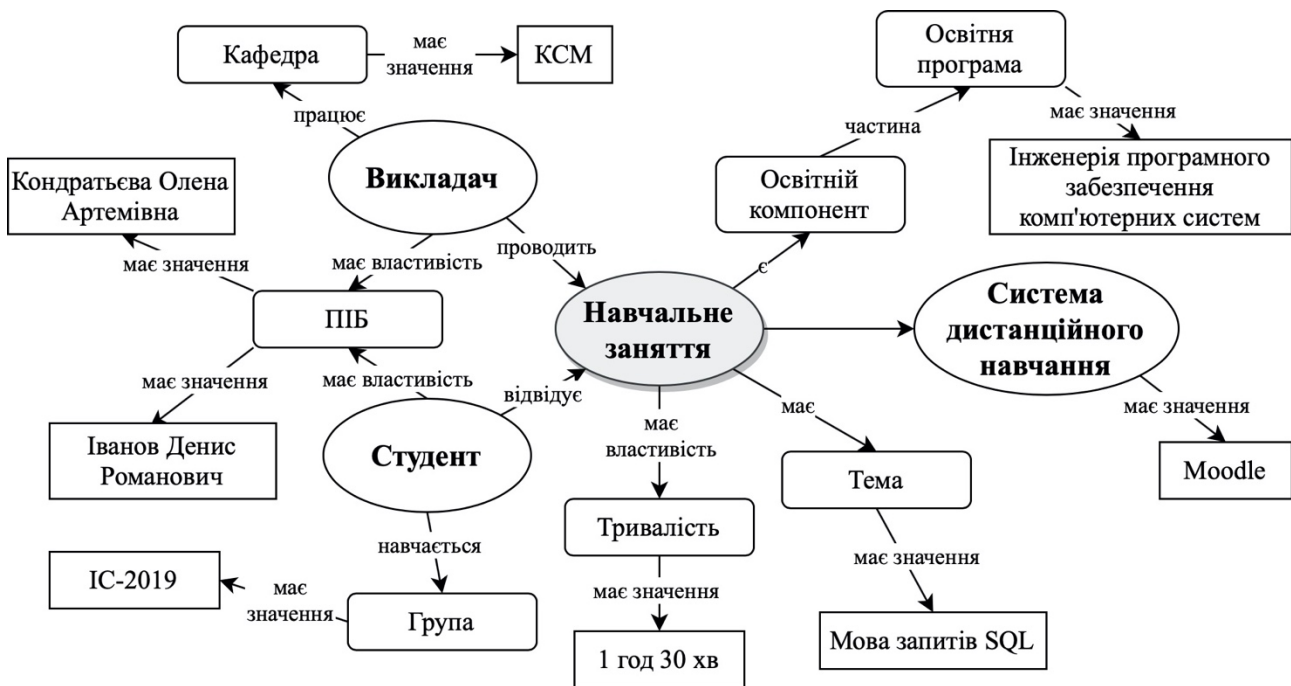 Кафедра
має
значення
КСМ
Освітня
програма
працює
має значення
частина
Викладач
Інженерія програмного
забезпечення
комп'ютерних систем
Кондратьєва Олена
Артемівна
Освітній
компонент
проводить
має значення
має властивість
є
ПІБ
Навчальне
заняття
Система
дистанційного
навчання
має значення
має властивість
відвідує
має
має значення
Іванов Денис
Романович
Студент
має
властивість
Тема
Moodle
Тривалість
навчається
має значення
ІС-2019
має
значення
Група
має значення
1 год 30 хв
Мова запитів SQL